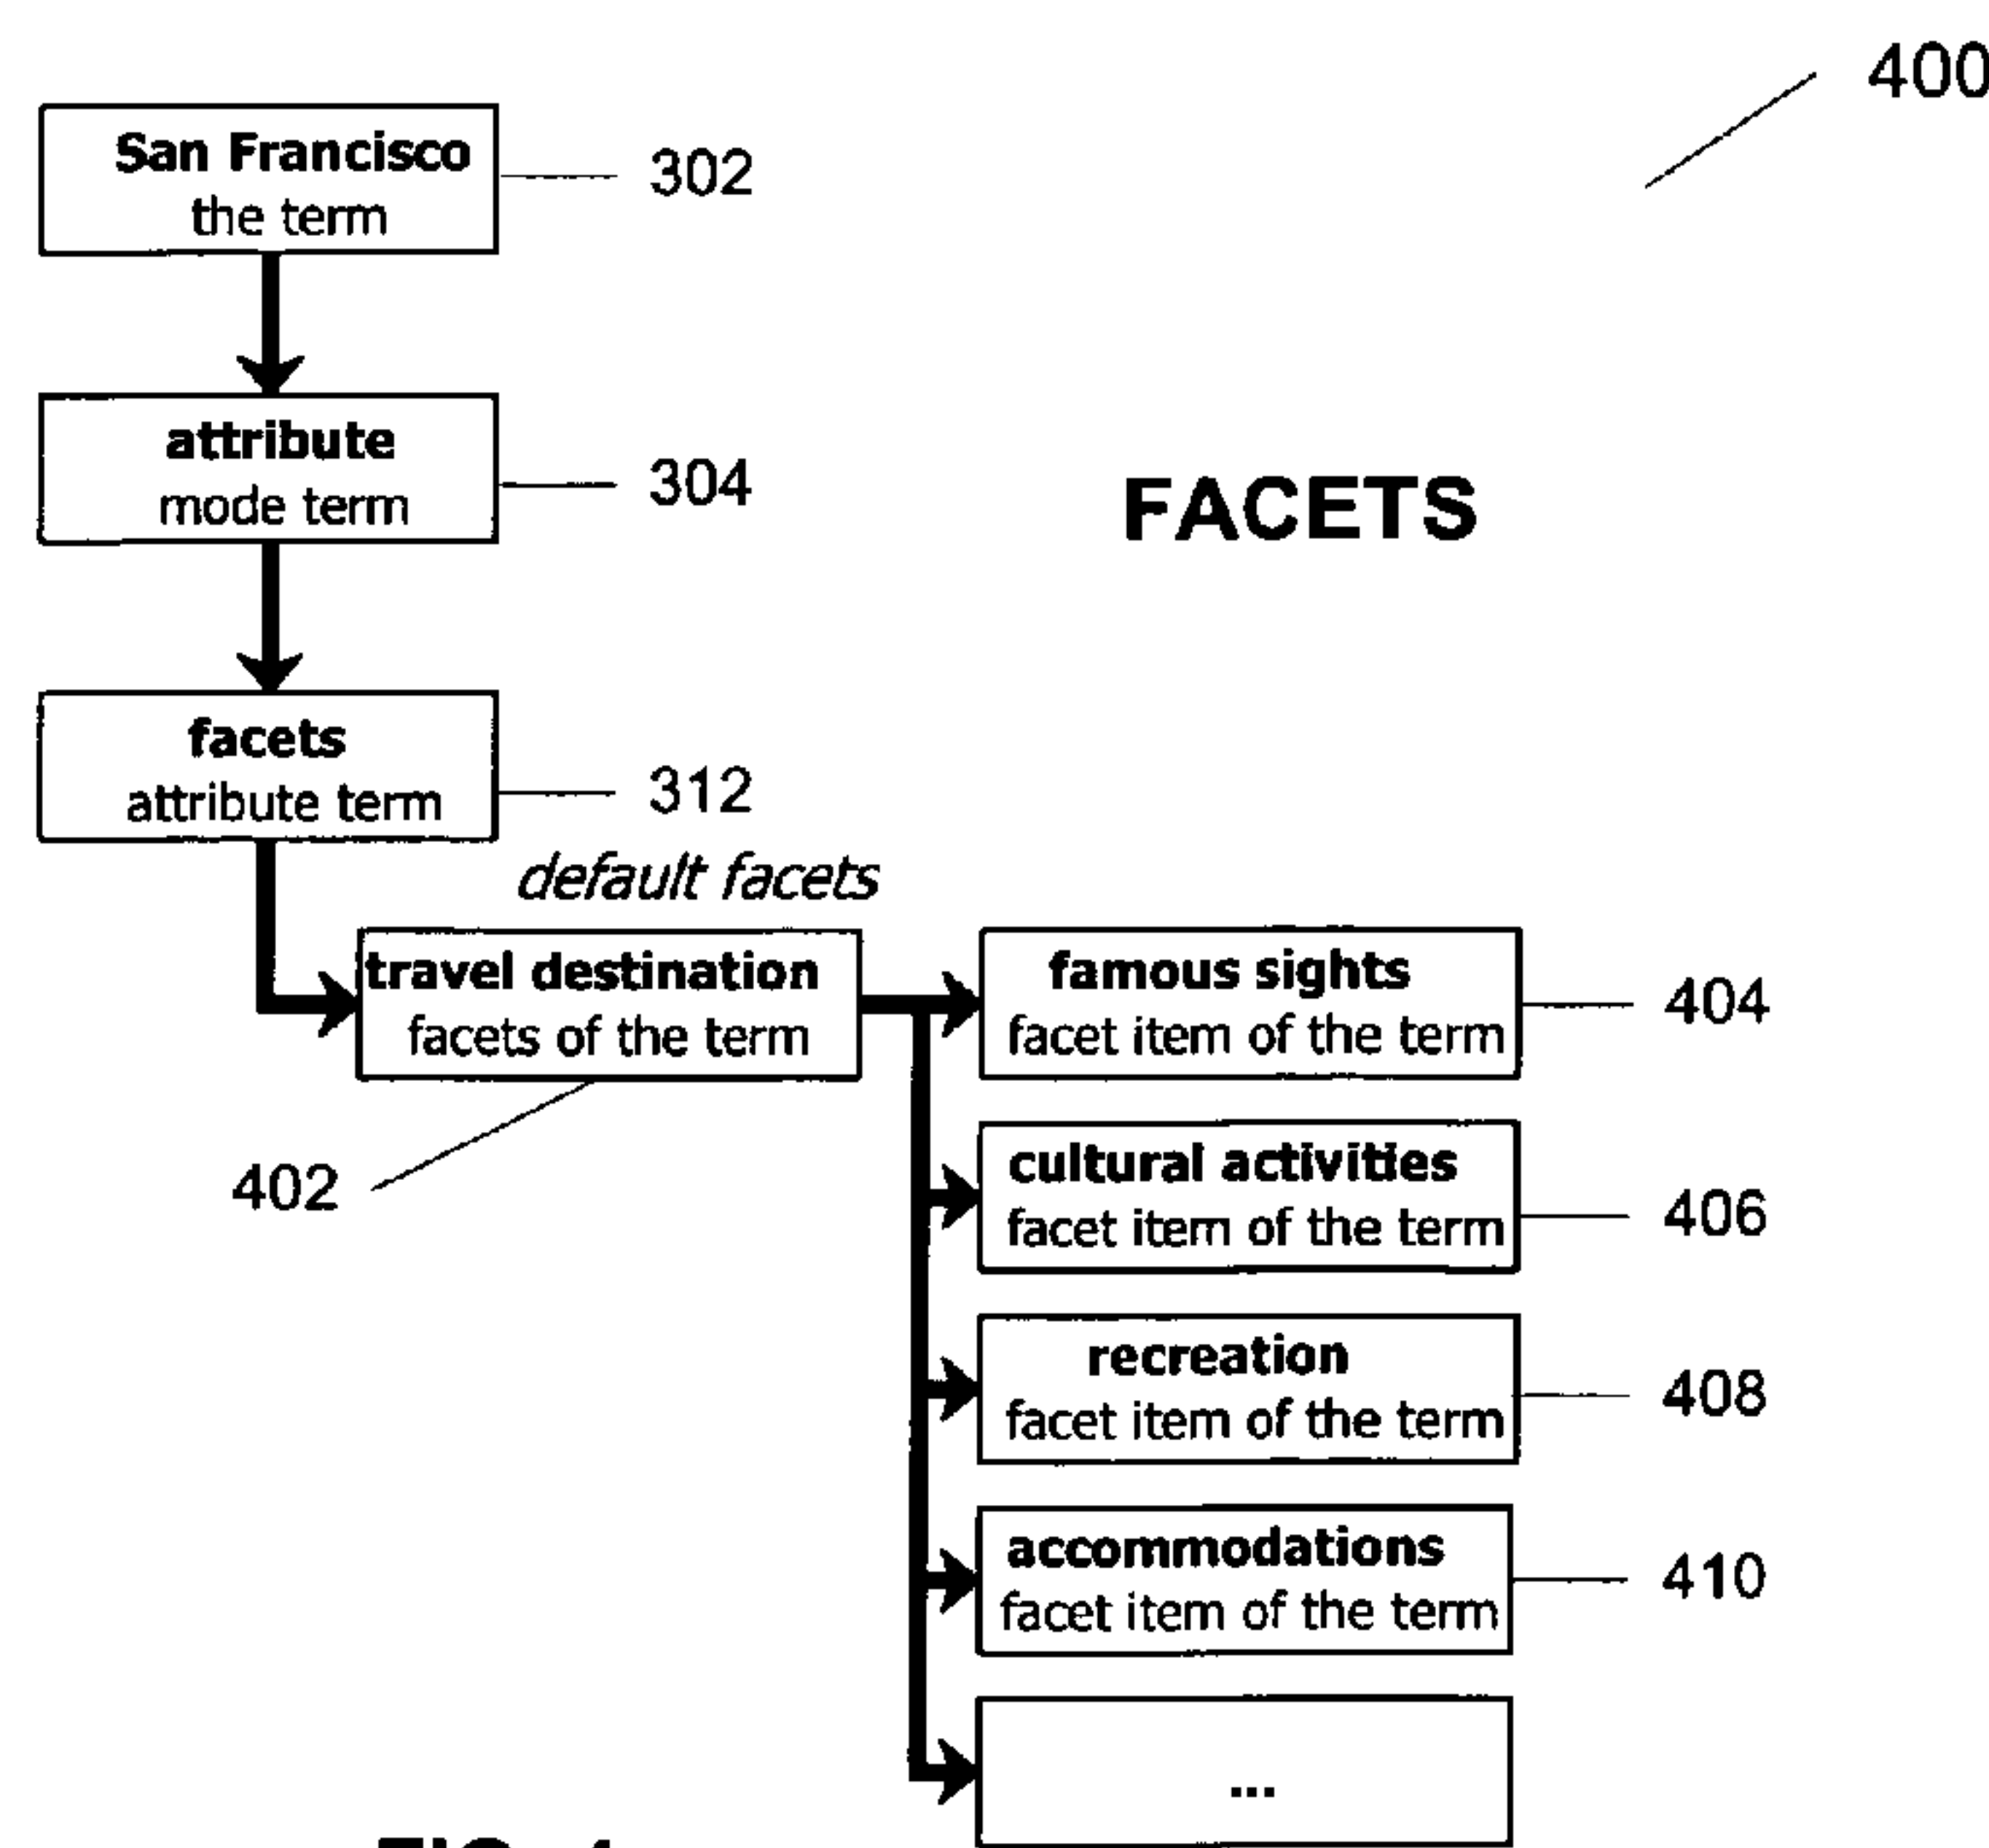 400
San Francisco
the term
302
attribute
mode term
304
FACETS
facets
attribute term
312
default facets
travel destination
facets of the term
402
famous sights
facet item of the term
404
cultural activities
facet item of the term
406
recreation
facet item of the term
408
accommodations
facet item of the term
410
...